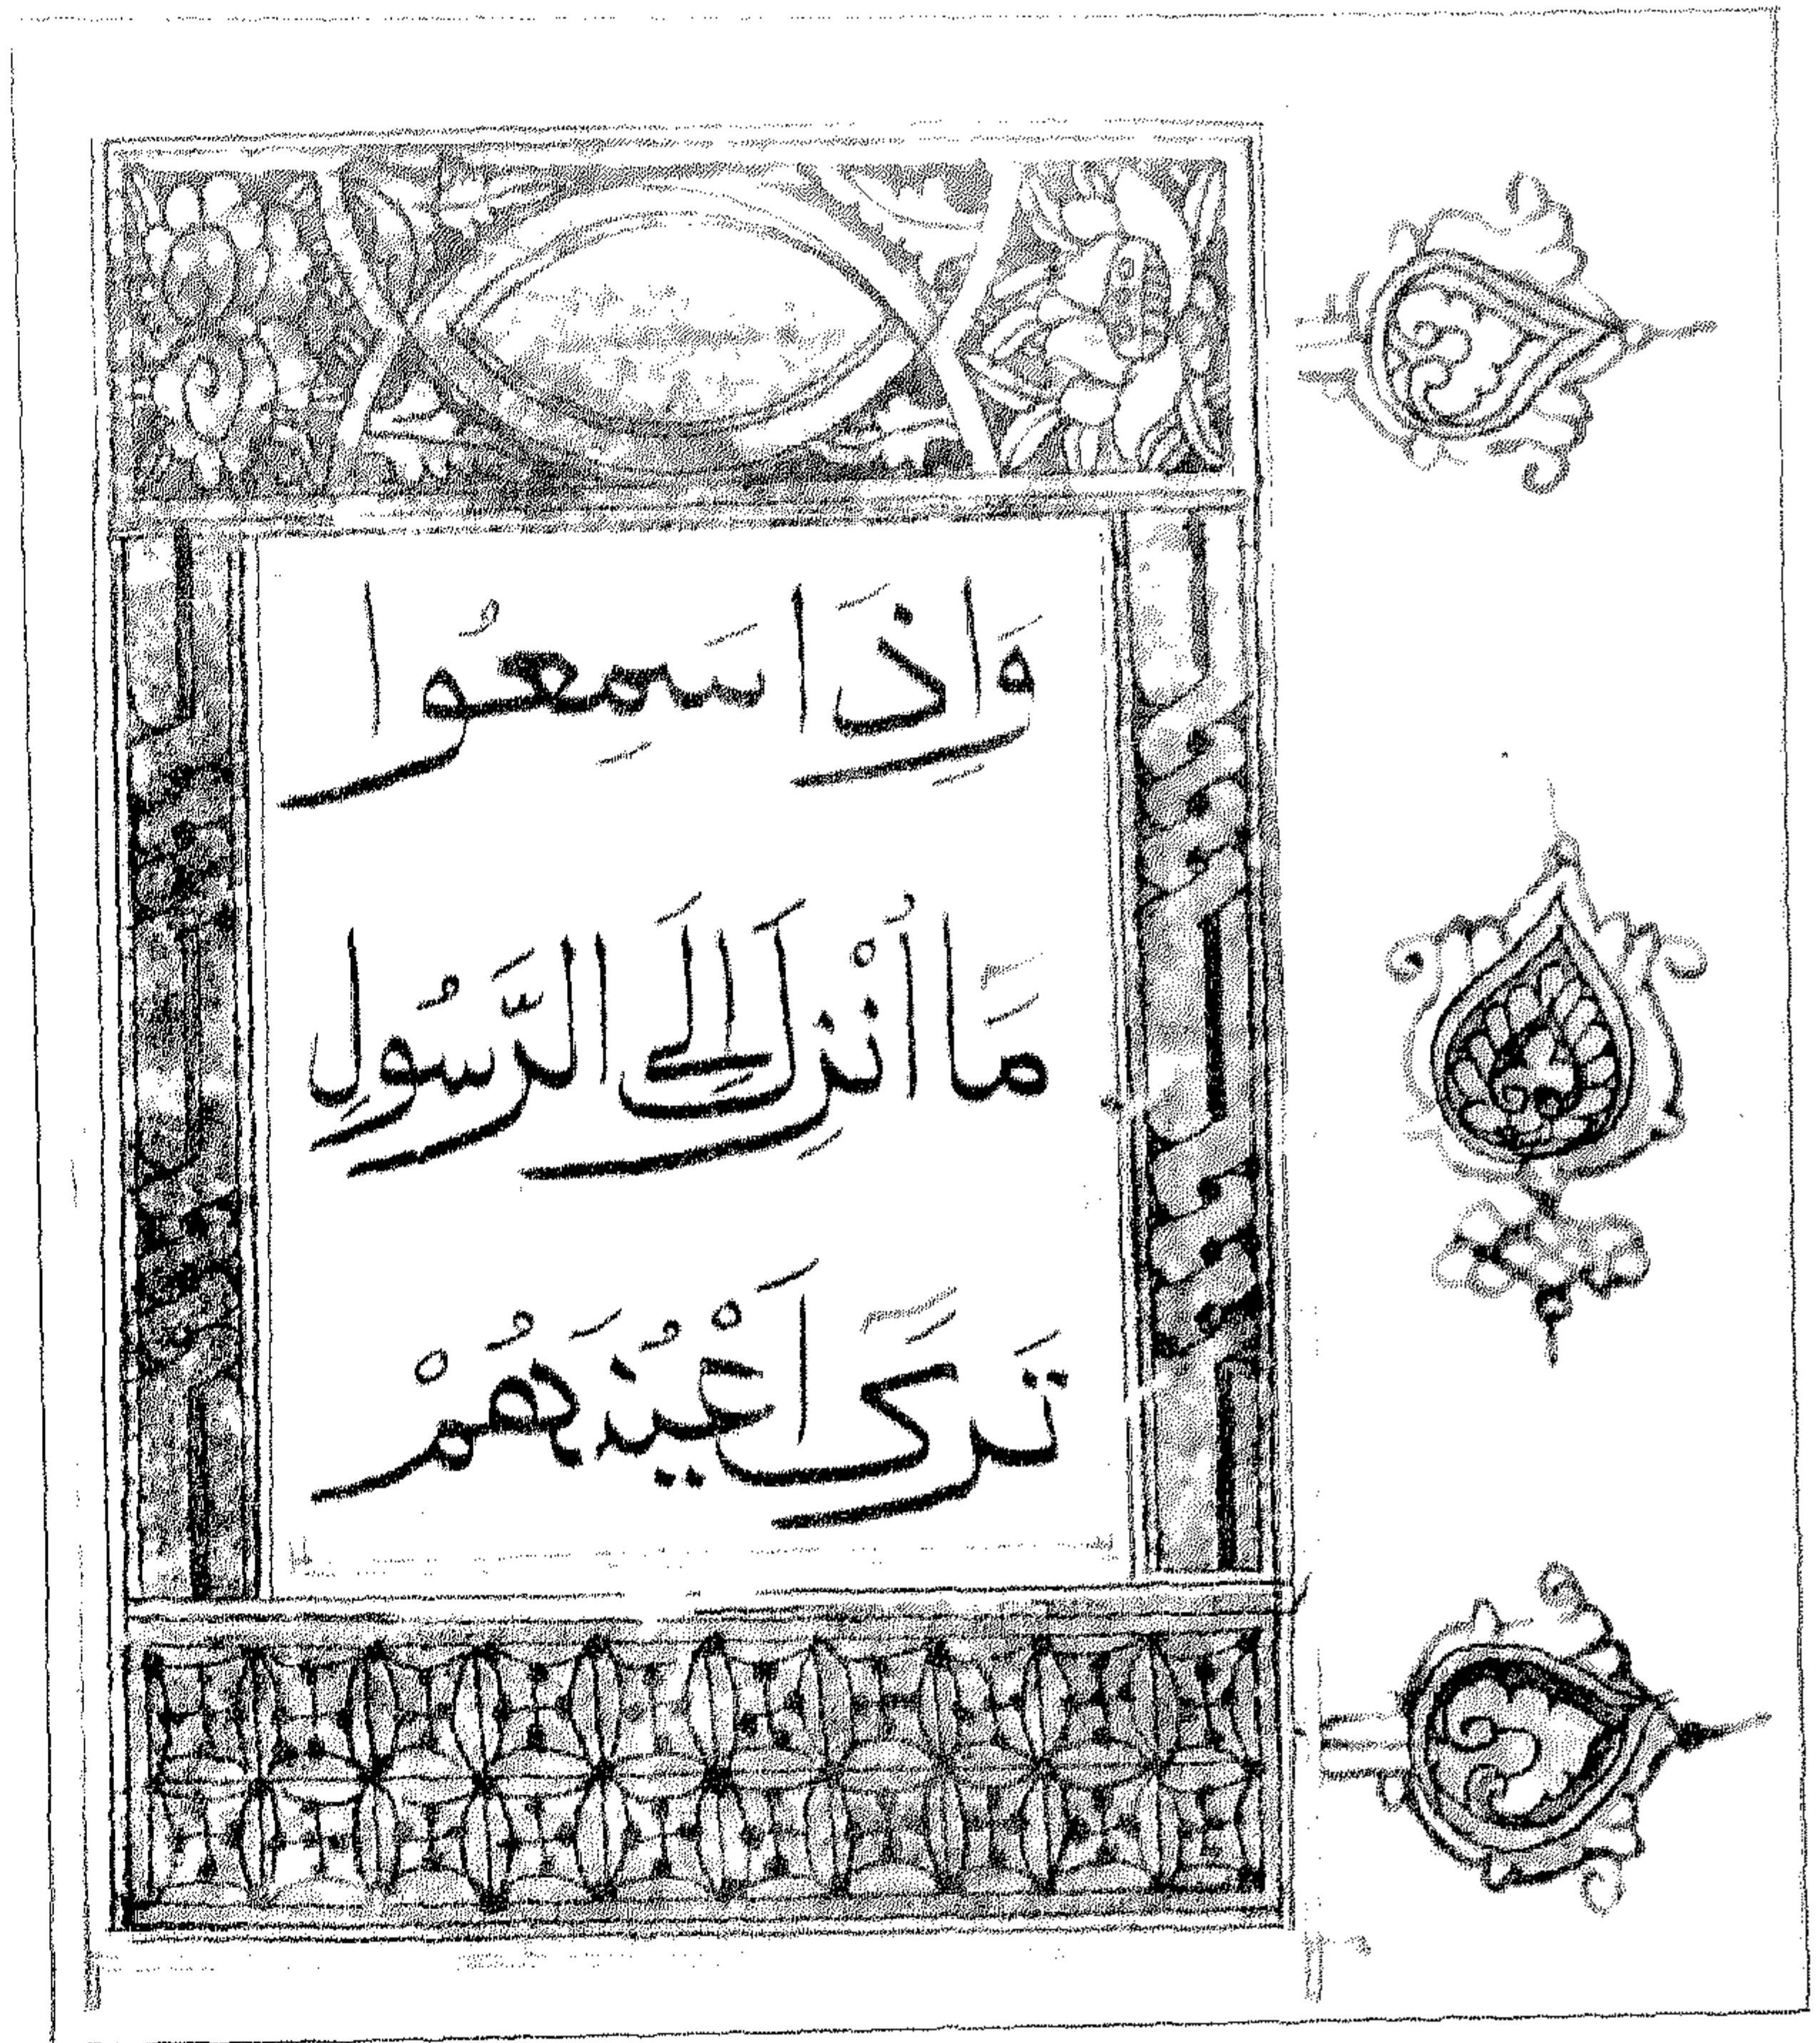 وَاِذَا سَمِعُوا
مَا اُنْزِلَ اِلَى الرَّسُولِ
تَرَى اَعْيُنَهُمْ